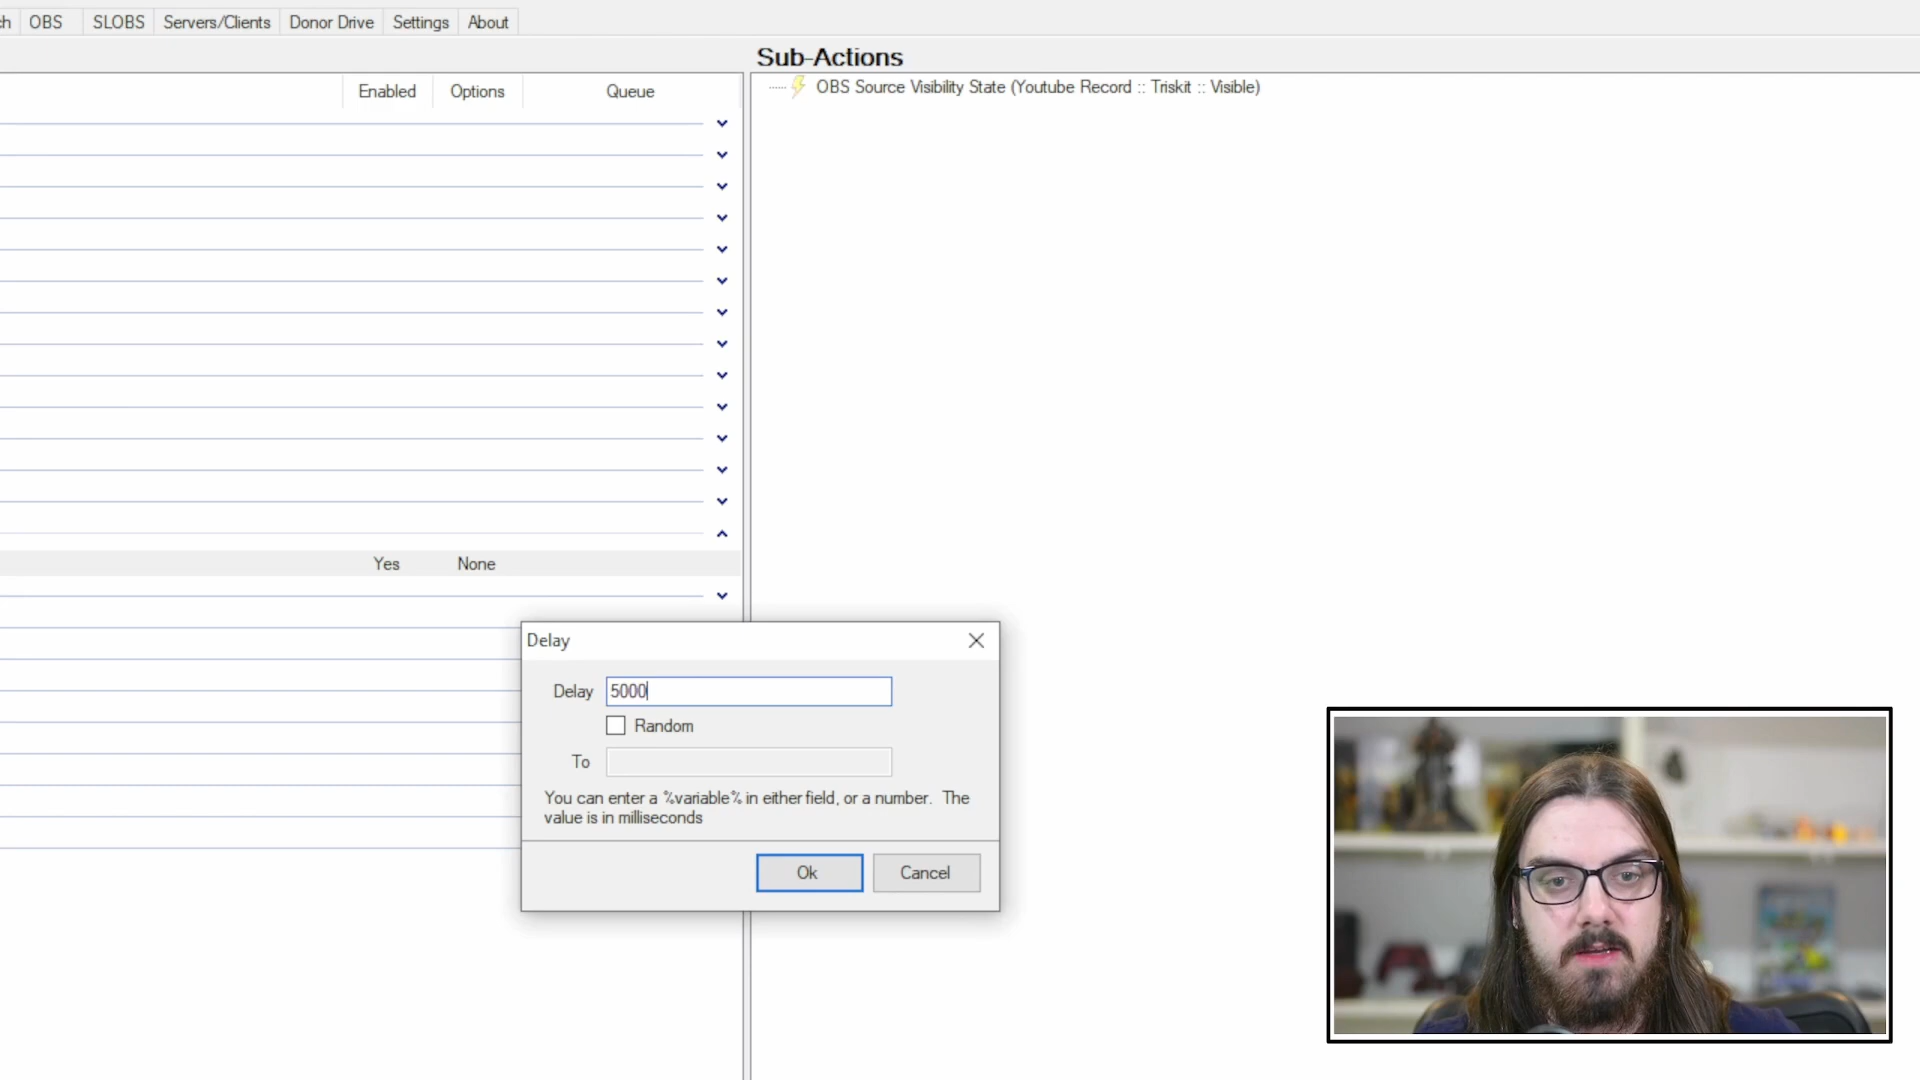 OBS
SLOBS
Servers/Clients
Donor Drive
Settings
About
Sub-Actions
Enabled
Options
Queue
OBS Source Visibility State (Youtube Record :: Triskit :: Visible)
Yes
None
Delay
Delay
5000
Random
To
You can enter a %variable% in either field, or a number. The
value is in milliseconds
Ok
Cancel